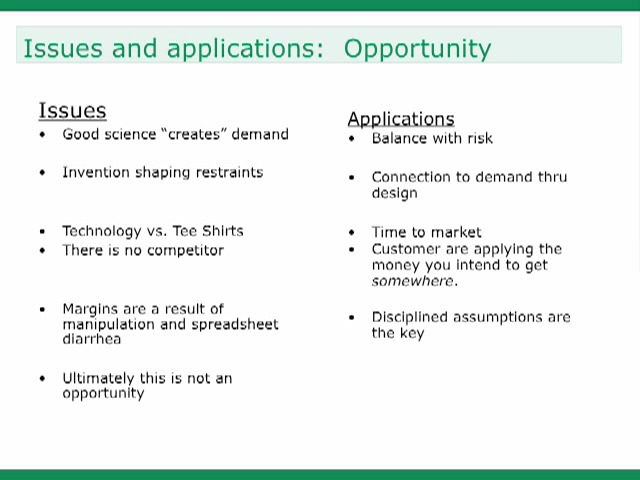 Issues and applications:  Opportunity
Issues
• Good science “creates” demand
• Invention shaping restraints
• Technology vs. Tee Shirts
• There is no competitor
• Margins are a result of
manipulation and spreadsheet
diarrhea
• Ultimately this is not an
opportunity
Applications
• Balance with risk
• Connection to demand thru
design
• Time to market
• Customer are applying the
money you intend to get
somewhere.
• Disciplined assumptions are
the key